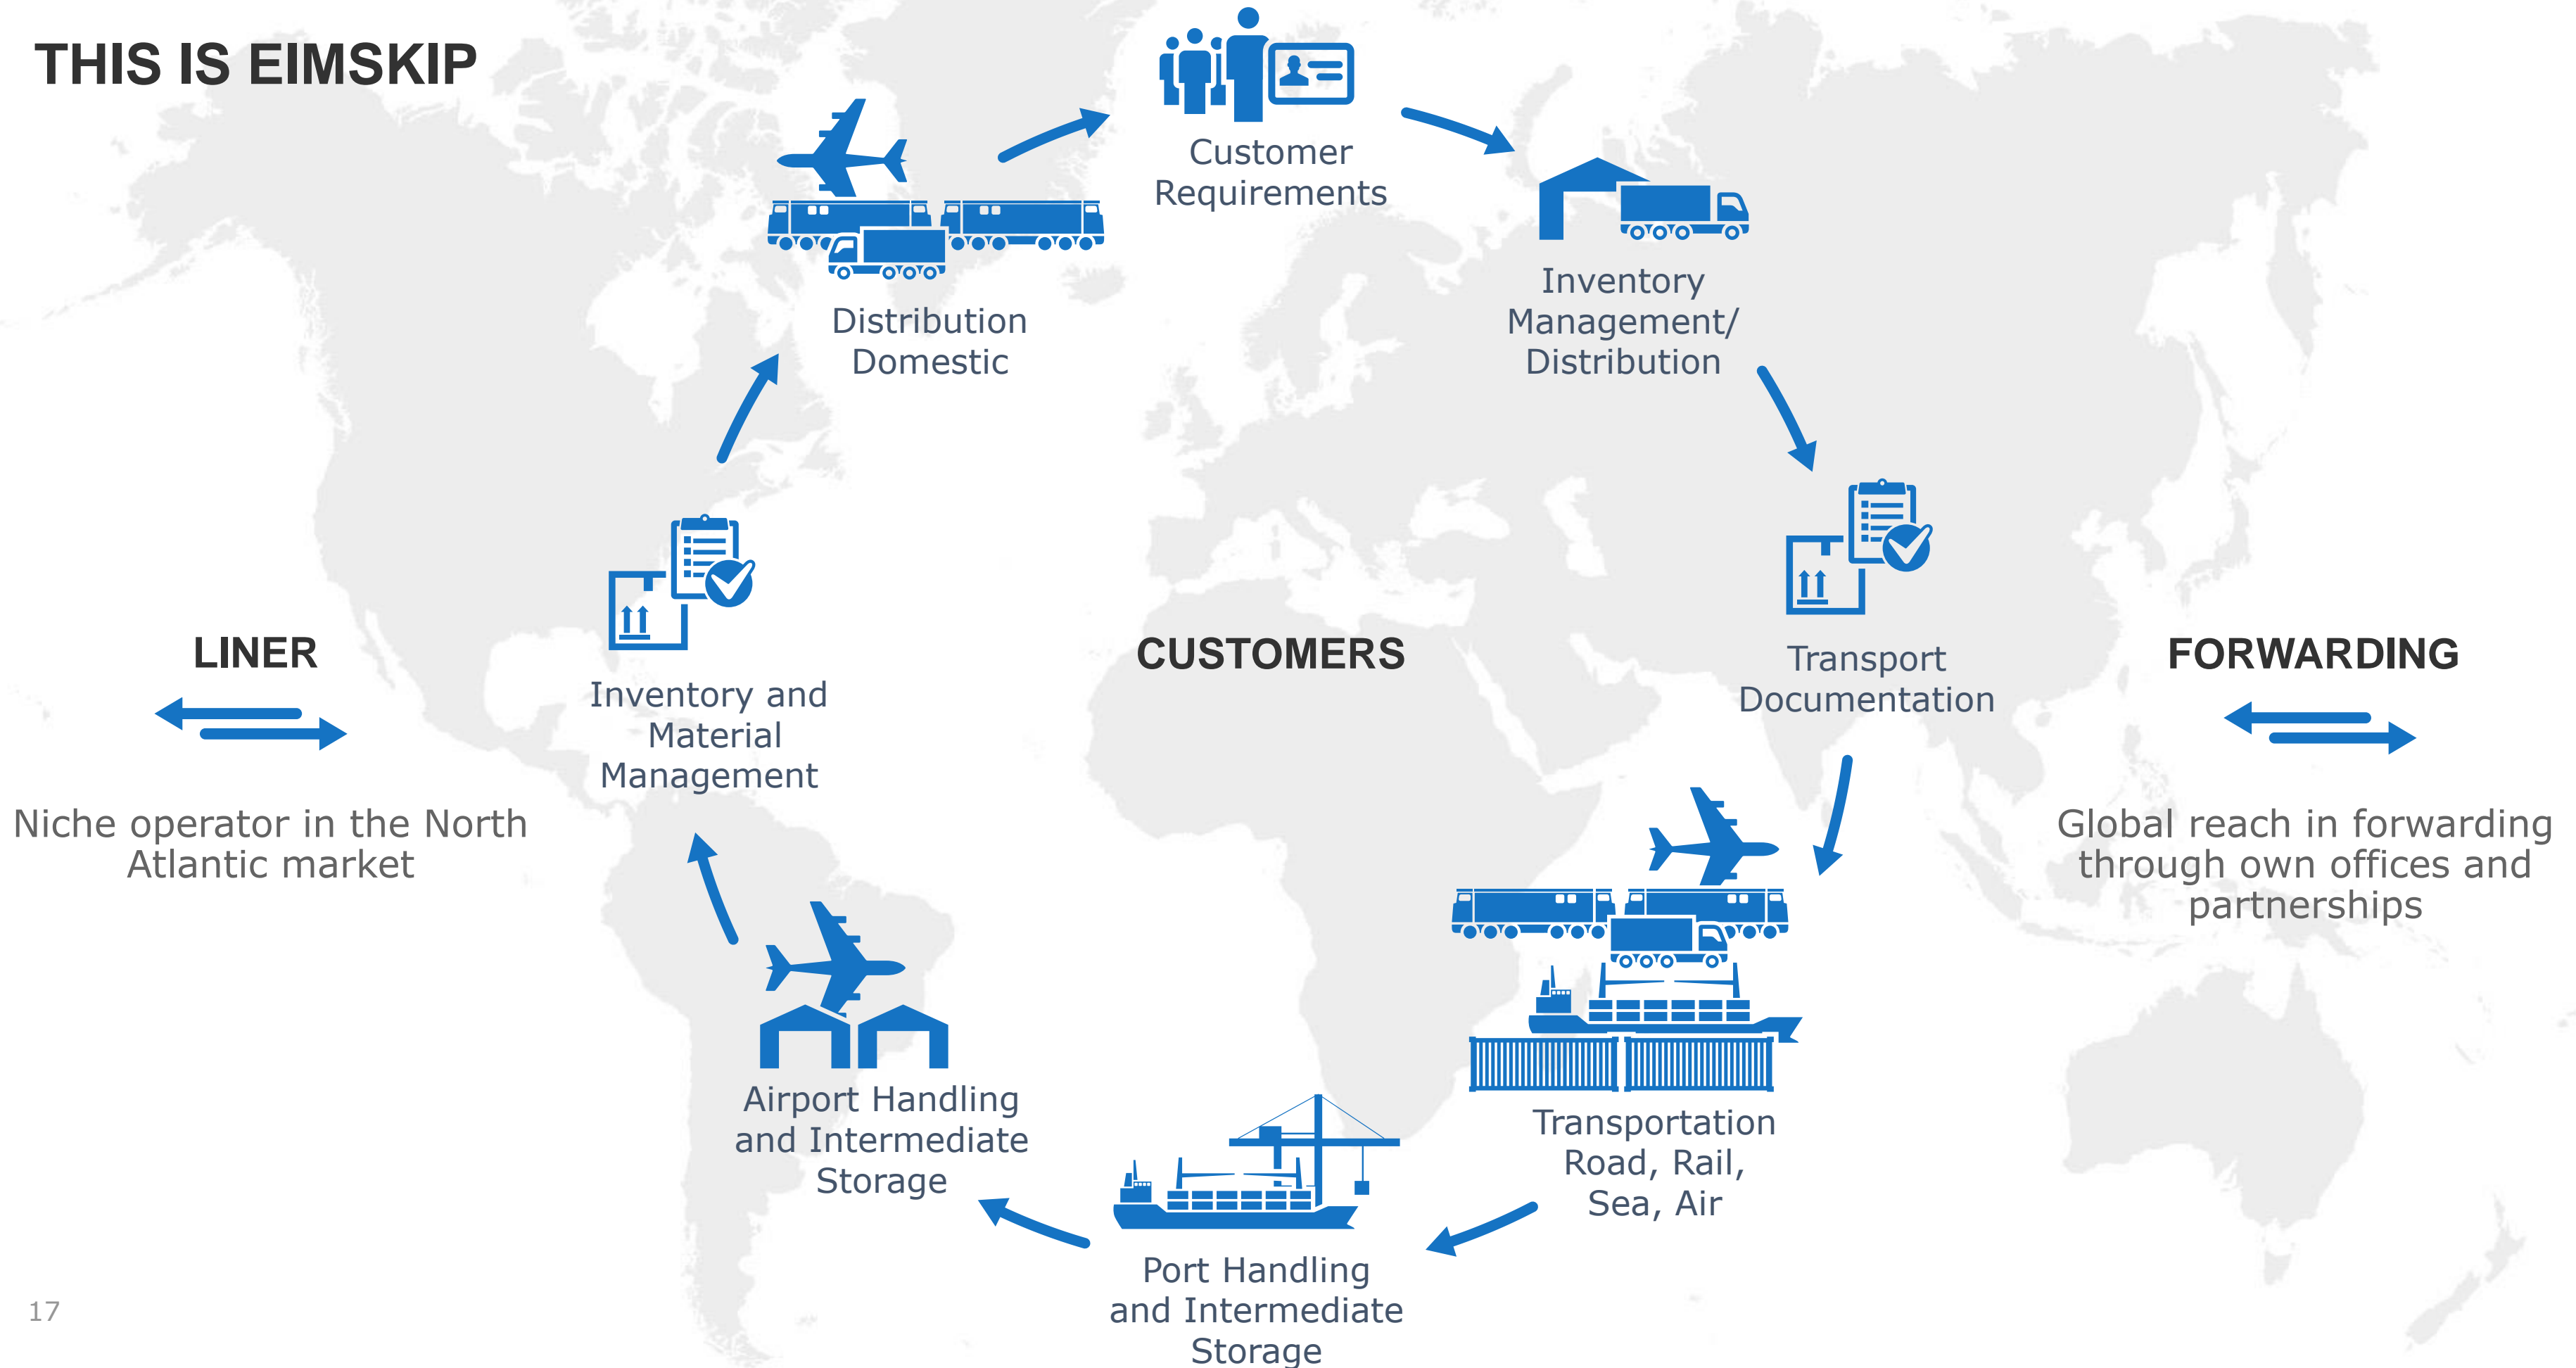 THIS IS EIMSKIP
Customer
Requirements
Inventory
Management/
Distribution
Transport
Documentation
Transportation
Road, Rail,
Sea, Air
Port Handling
and Intermediate
Storage
Airport Handling
and Intermediate
Storage
Inventory and
Material
Management
Distribution
Domestic
LINER
Niche operator in the North
Atlantic market
CUSTOMERS
FORWARDING
Global reach in forwarding
through own offices and
partnerships
17